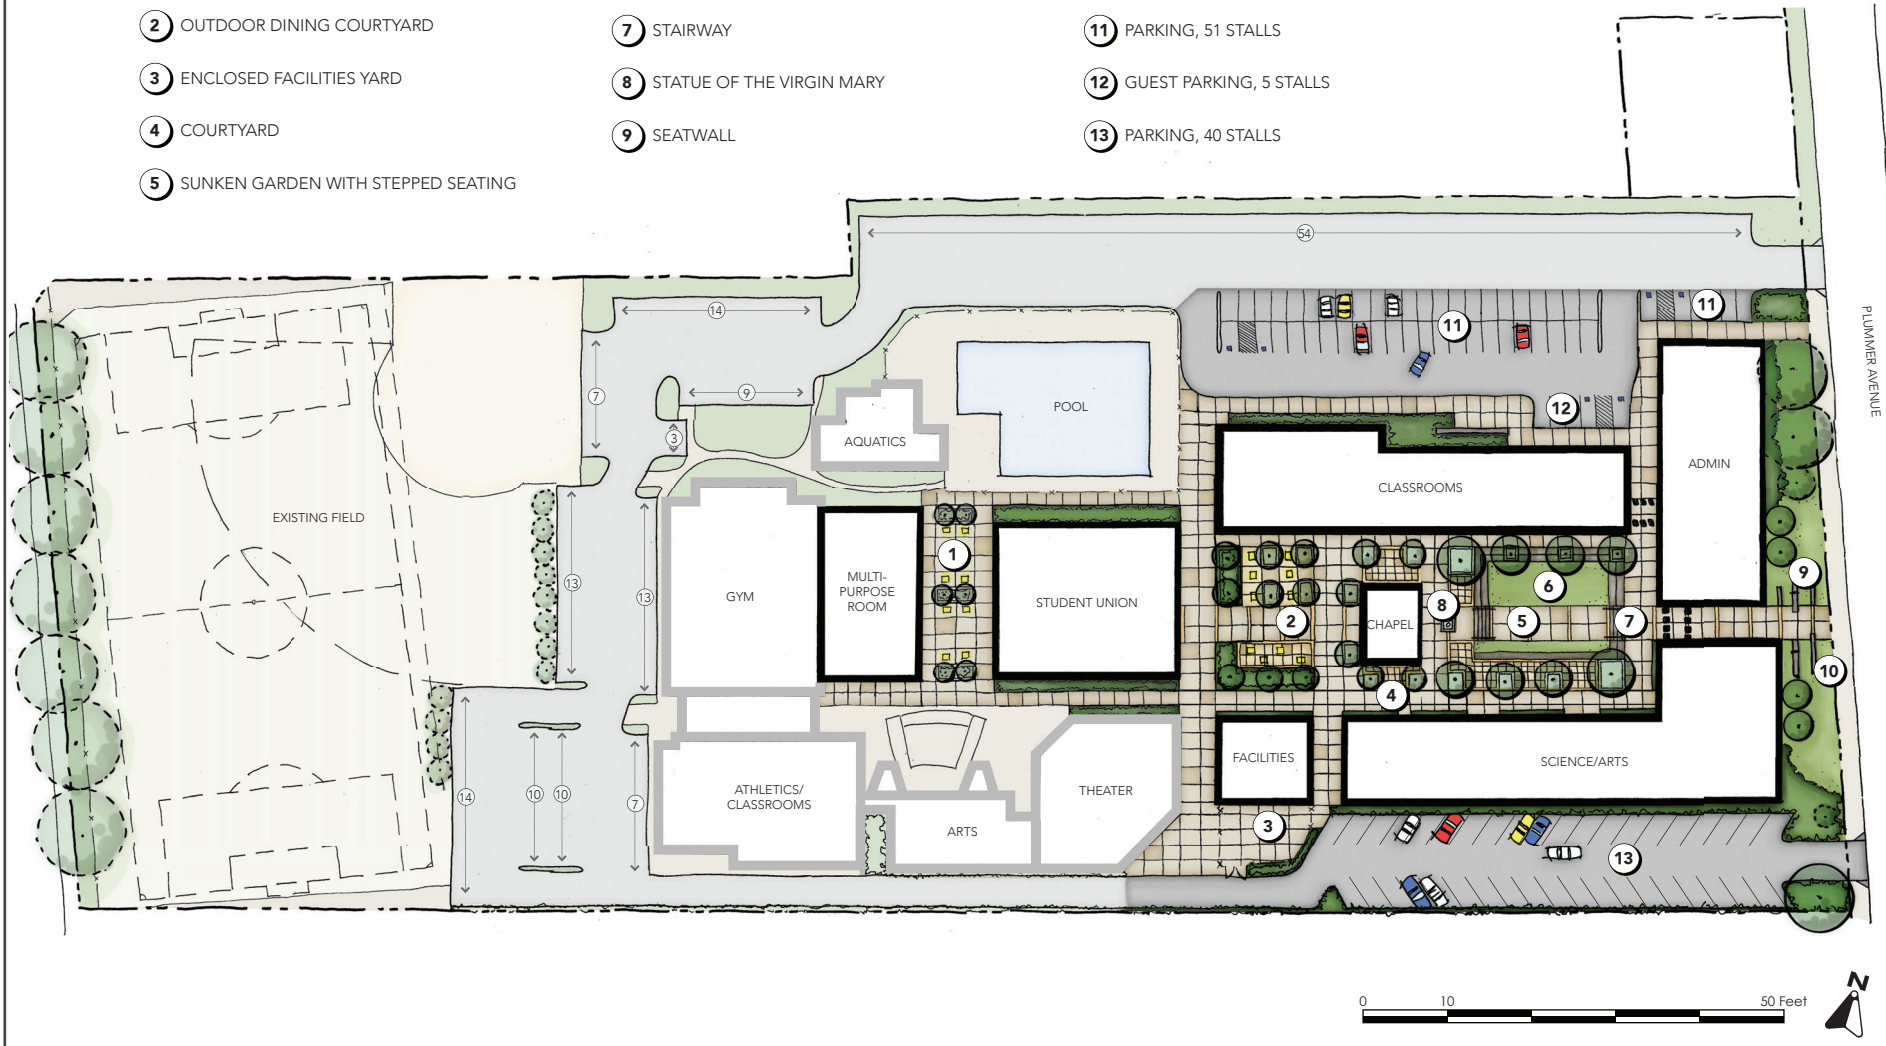 2 OUTDOOR DINING COURTYARD
3 ENCLOSED FACILITIES YARD
4 COURTYARD
5 SUNKEN GARDEN WITH STEPPED SEATING
7 STAIRWAY
8 STATUE OF THE VIRGIN MARY
9 SEATWALL
11 PARKING, 51 STALLS
12 GUEST PARKING, 5 STALLS
13 PARKING, 40 STALLS
54
14
11
11
PLUMMER AVENUE
7
9
3
AQUATICS
POOL
12
ADMIN
CLASSROOMS
EXISTING FIELD
13
13
GYM
MULTI-
PURPOSE
ROOM
1
STUDENT UNION
2
CHAPEL
8
6
5
7
9
10
4
14
10
10
7
ATHLETICS/
CLASSROOMS
ARTS
THEATER
FACILITIES
SCIENCE/ARTS
3
13
0
10
50 Feet
N